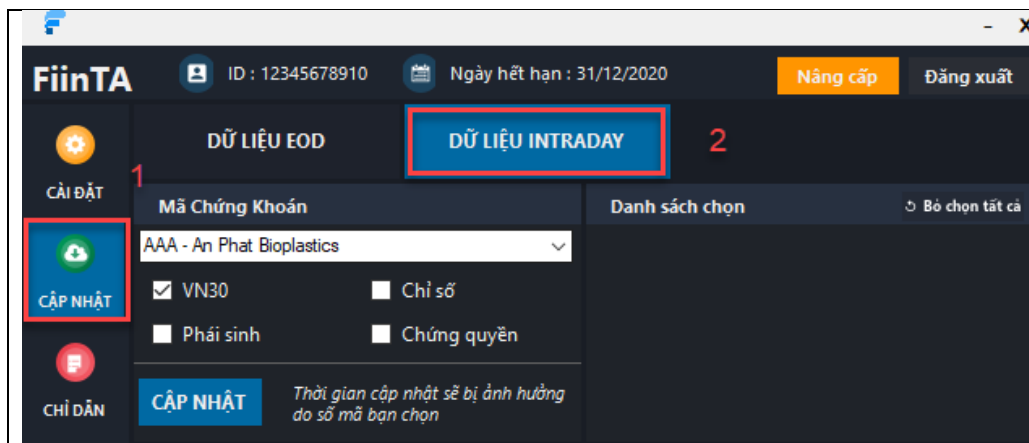 - X
FiinTA
ID : 12345678910
Ngày hết hạn : 31/12/2020
Nâng cấp
Đăng xuất
CÀI ĐẶT
DỮ LIỆU EOD
DỮ LIỆU INTRADAY
2
1
Mã Chứng Khoán
Danh sách chọn
Bỏ chọn tất cả
AAA - An Phat Bioplastics
CẬP NHẬT
VN30
Chỉ số
Phái sinh
Chứng quyền
CHỈ DẪN
CẬP NHẬT
Thời gian cập nhật sẽ bị ảnh hưởng
do số mã bạn chọn